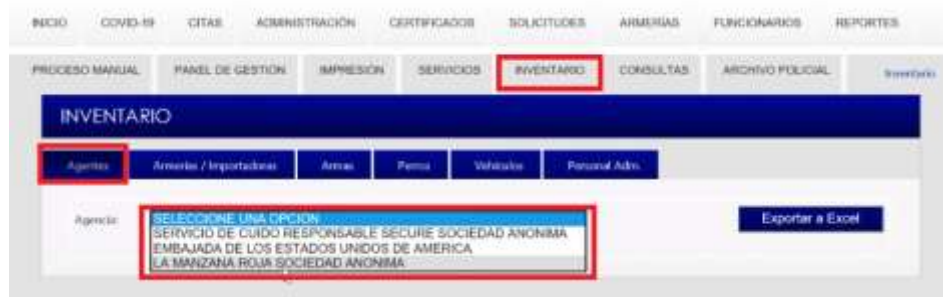 INICIO COVID-19 CITAS ADMINISTRACIÓN CERTIFICADOS SOLICITUDES ARMERÍAS FUNCIONARIOS REPORTES
PROCESO MANUAL PANEL DE GESTIÓN IMPRESIÓN SERVICIOS INVENTARIO CONSULTAS ARCHIVO POLICIAL Inventario
INVENTARIO
Agentes Armerías / Importadoras Armas Perros Vehículos Personal Adm.
Agencia: SELECCIONE UNA OPCIÓN Exportar a Excel
SERVICIO DE CUIDO RESPONSABLE SECURE SOCIEDAD ANONIMA
EMBAJADA DE LOS ESTADOS UNIDOS DE AMERICA
LA MANZANA ROJA SOCIEDAD ANONIMA